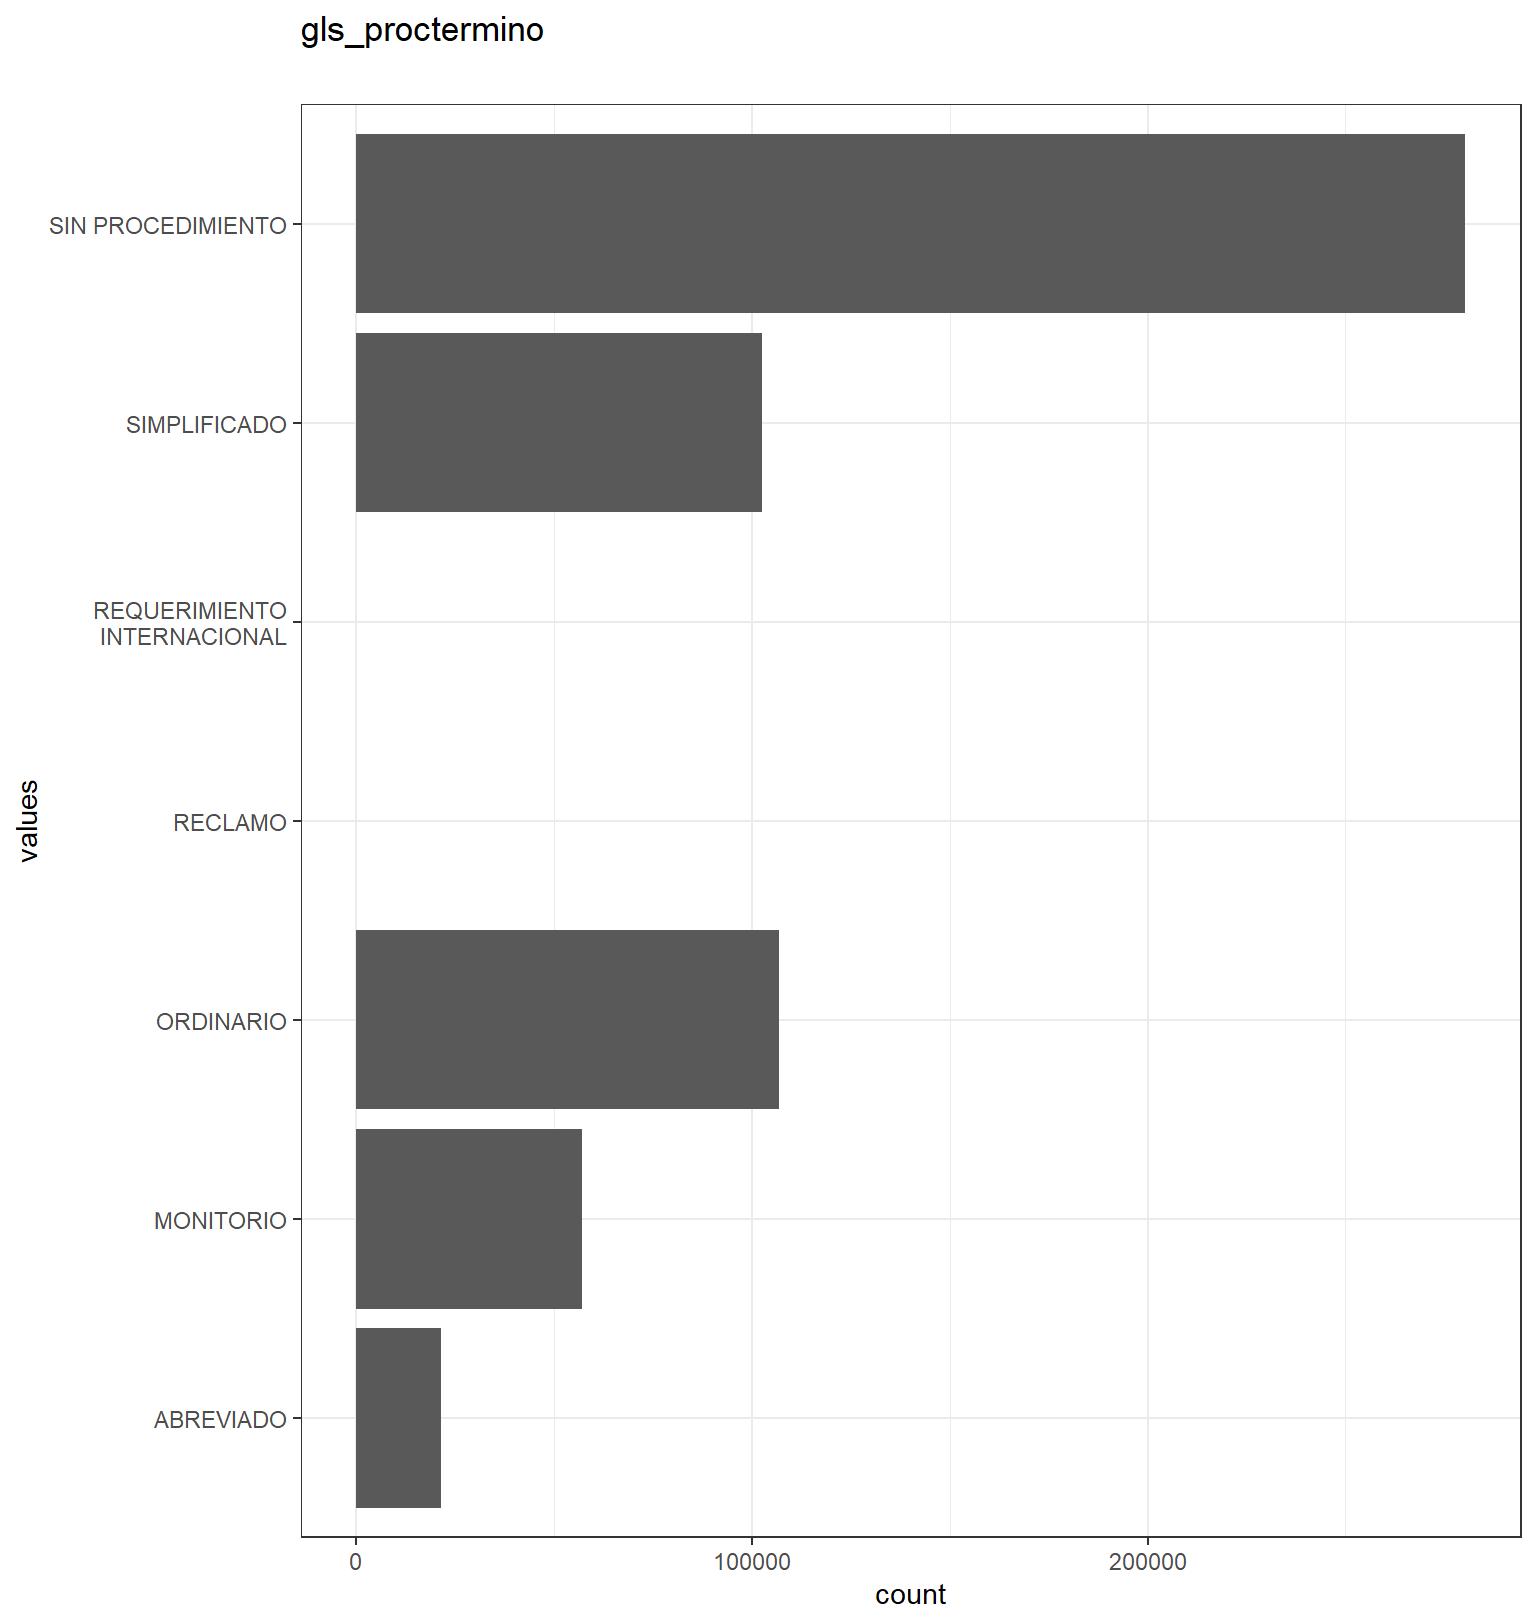 gls_proctermino
SIN PROCEDIMIENTO
SIMPLIFICADO
REQUERIMIENTO
INTERNACIONAL
RECLAMO
ORDINARIO
MONITORIO
ABREVIADO
values
0
100000
200000
count